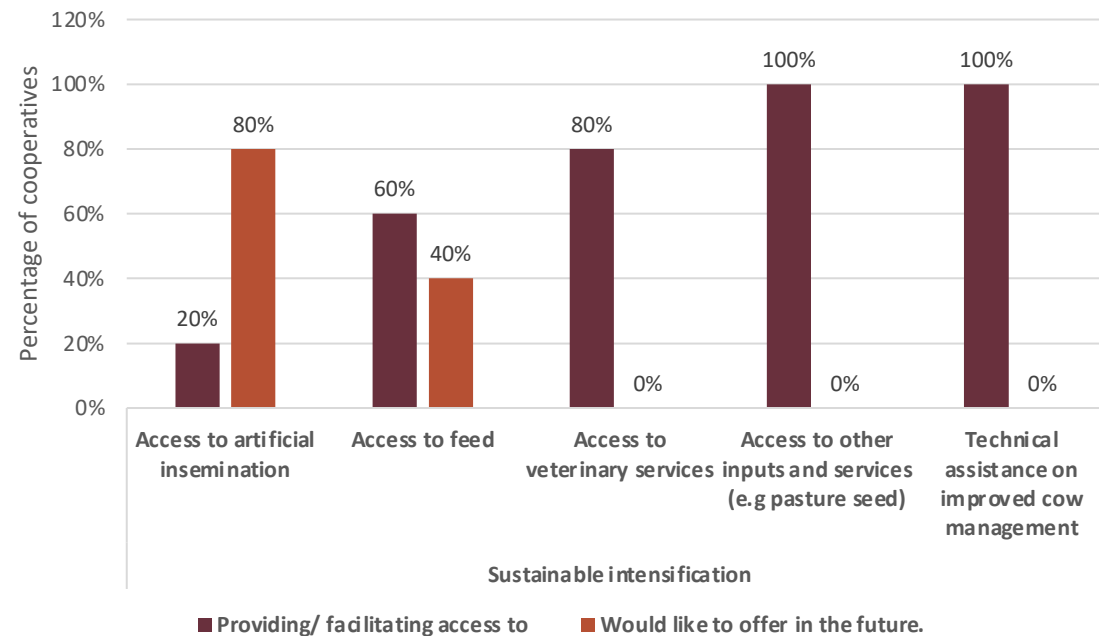 120%
100%
80%
60%
40%
20%
0%
Percentage of cooperatives
20%
80%
60%
40%
80%
0%
100%
0%
100%
0%
Access to artificial
insemination
Access to feed
Access to
veterinary services
Access to other
inputs and services
(e.g pasture seed)
Technical
assistance on
improved cow
management
Sustainable intensification
Providing/ facilitating access to
Would like to offer in the future.